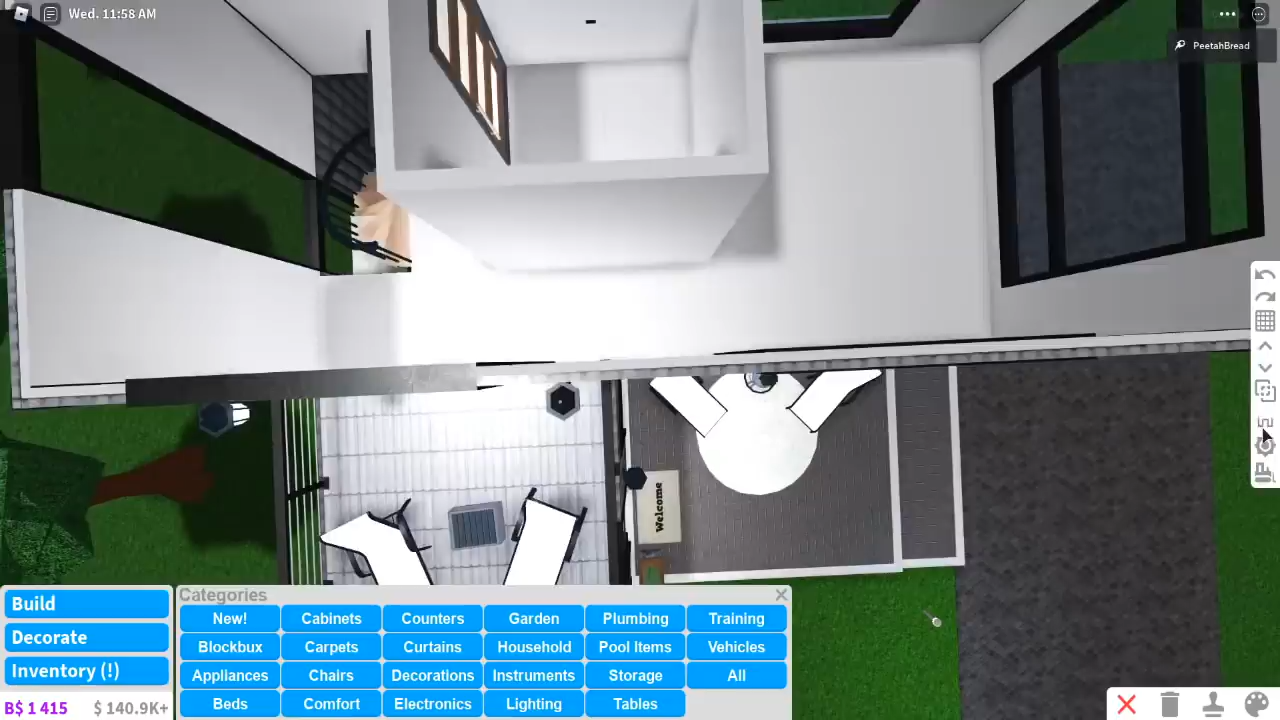 Wed. 11:58 AM
PeetahBread
Welcome
Build
Decorate
Inventory (!)
B$ 1 415 $ 140.9K+
Categories
New! Cabinets Counters Garden Plumbing Training
Blockbux Carpets Curtains Household Pool Items Vehicles
Appliances Chairs Decorations Instruments Storage All
Beds Comfort Electronics Lighting Tables